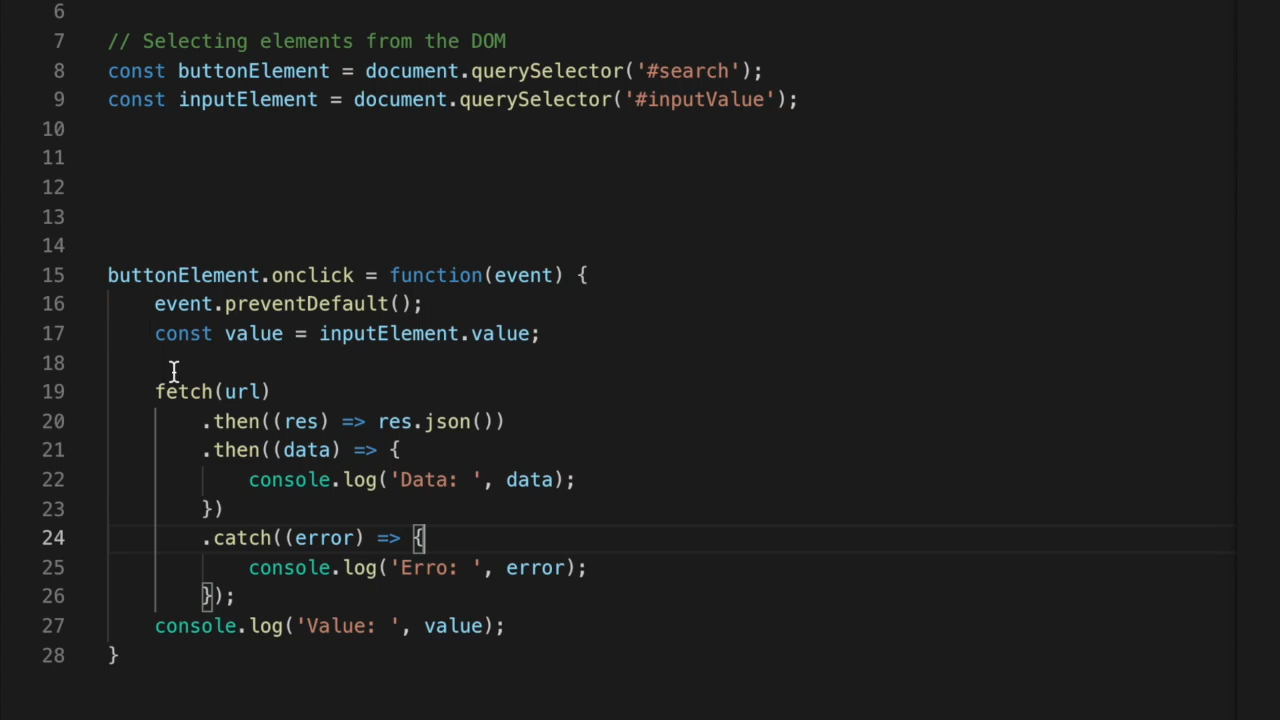 6
7 // Selecting elements from the DOM
8 const buttonElement = document.querySelector('#search');
9 const inputElement = document.querySelector('#inputValue');
10
11
12
13
14
15 buttonElement.onclick = function(event) {
16     event.preventDefault();
17     const value = inputElement.value;
18
19     fetch(url)
20         .then((res) => res.json())
21         .then((data) => {
22             console.log('Data: ', data);
23         })
24         .catch((error) => {
25             console.log('Erro: ', error);
26         });
27     console.log('Value: ', value);
28 }